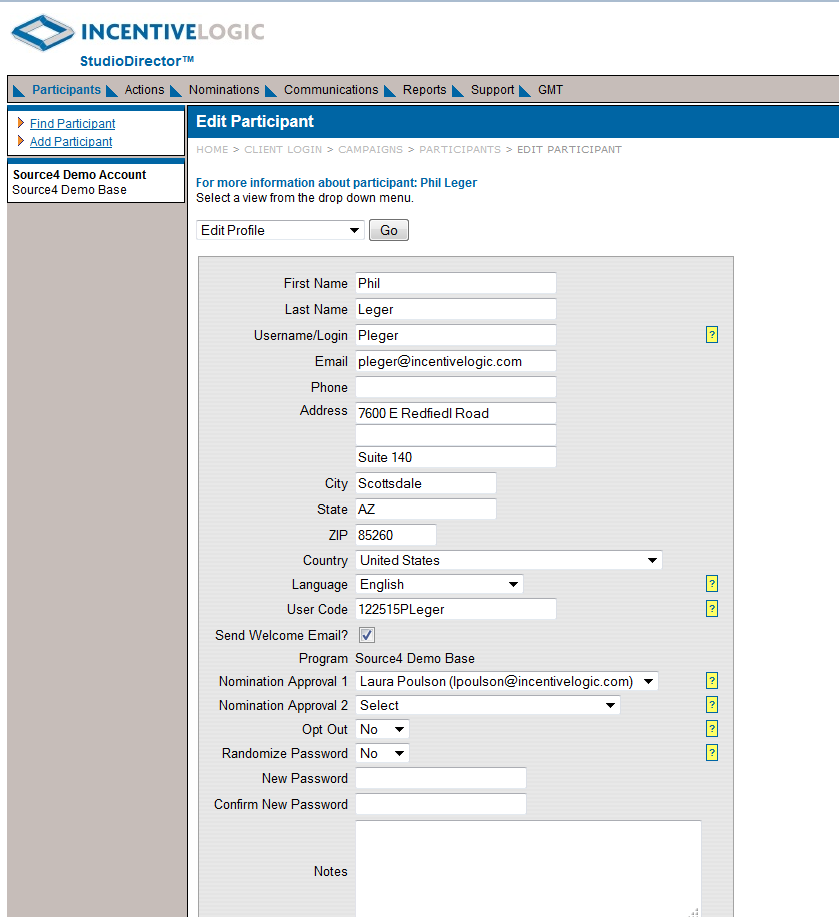 INCENTIVELOGIC
StudioDirector™
Participants Actions Nominations Communications Reports Support GMT
Find Participant
Add Participant
Source4 Demo Account
Source4 Demo Base
Edit Participant
HOME > CLIENT LOGIN > CAMPAIGNS > PARTICIPANTS > EDIT PARTICIPANT
For more information about participant: Phil Leger
Select a view from the drop down menu.
Edit Profile Go
First Name Phil
Last Name Leger
Username/Login Pleger ?
Email pleger@incentivelogic.com
Phone
Address 7600 E Redfiedl Road
Suite 140
City Scottsdale
State AZ
ZIP 85260
Country United States
Language English ?
User Code 122515PLeger ?
Send Welcome Email?
Program Source4 Demo Base
Nomination Approval 1 Laura Poulson (lpoulson@incentivelogic.com) ?
Nomination Approval 2 Select ?
Opt Out No ?
Randomize Password No ?
New Password
Confirm New Password
Notes